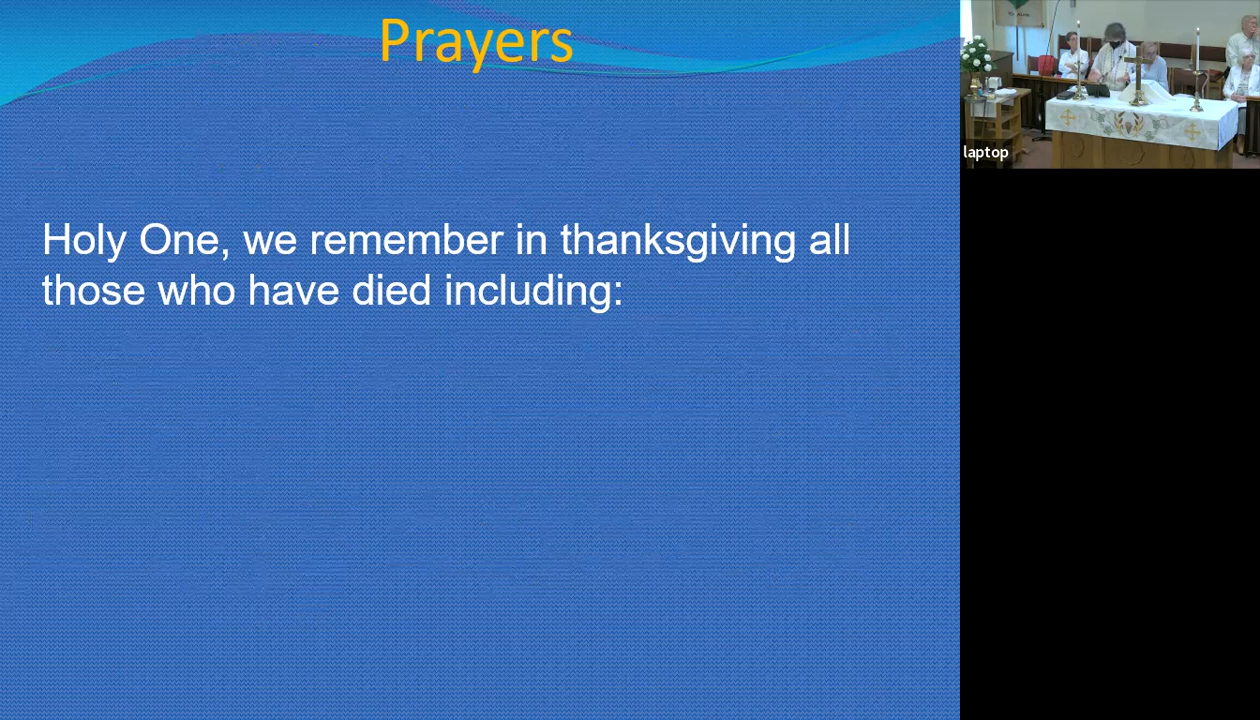 Prayers
Holy One, we remember in thanksgiving all
those who have died including:
laptop